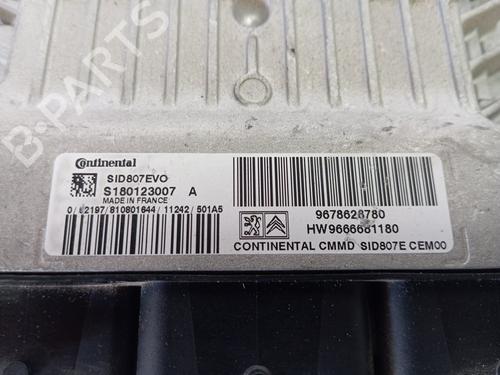 B-PARTS
Continental
SID807EVO
S180123007 A
MADE IN FRANCE
0/62197/810801644/11242/501A5
9678628780
HW9666681180
CONTINENTAL CMMD SID807E CEM00